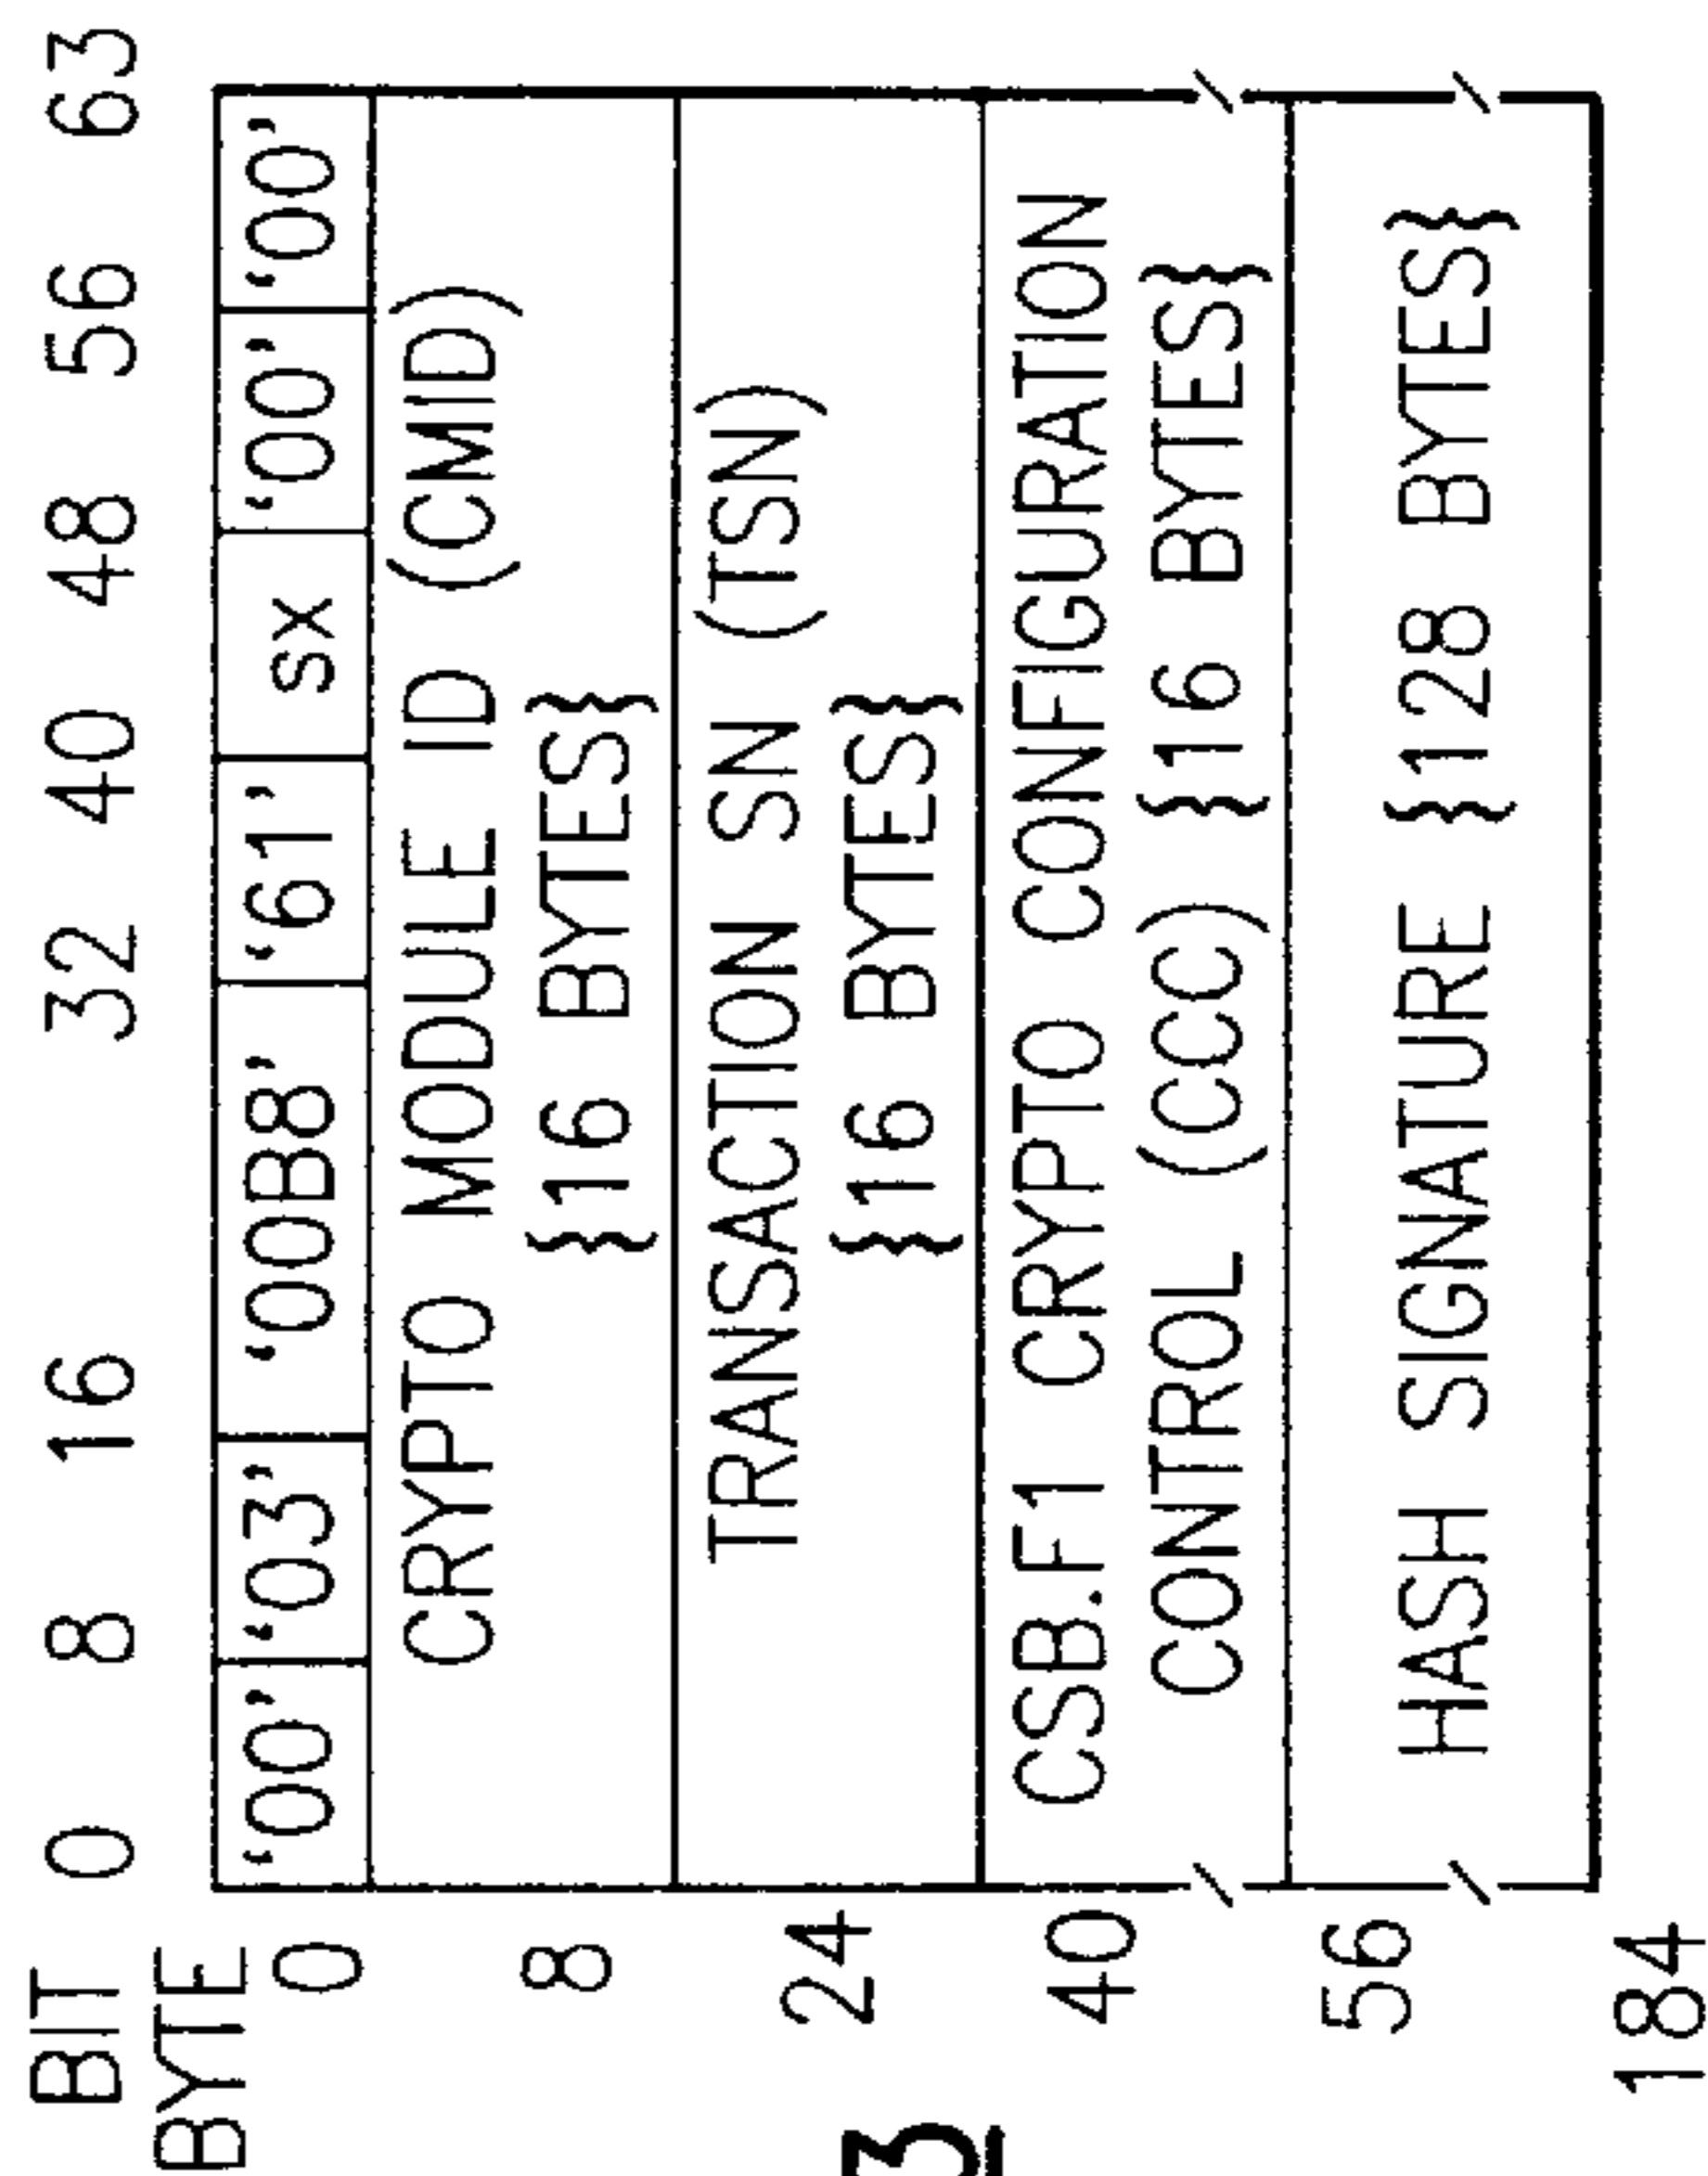 BIT 0 8 16 32 40 48 56 63
BYTE
0 '00' '03' '00B8' '61' sx '00' '00'
8 CRYPTO MODULE ID (CMID)
}16 BYTES}
24 TRANSACTION SN (TSN)
}16 BYTES}
40 CSB.F1 CRYPTO CONFIGURATION
CONTROL (CCC) }16 BYTES}
56 HASH SIGNATURE }128 BYTES}
184
3